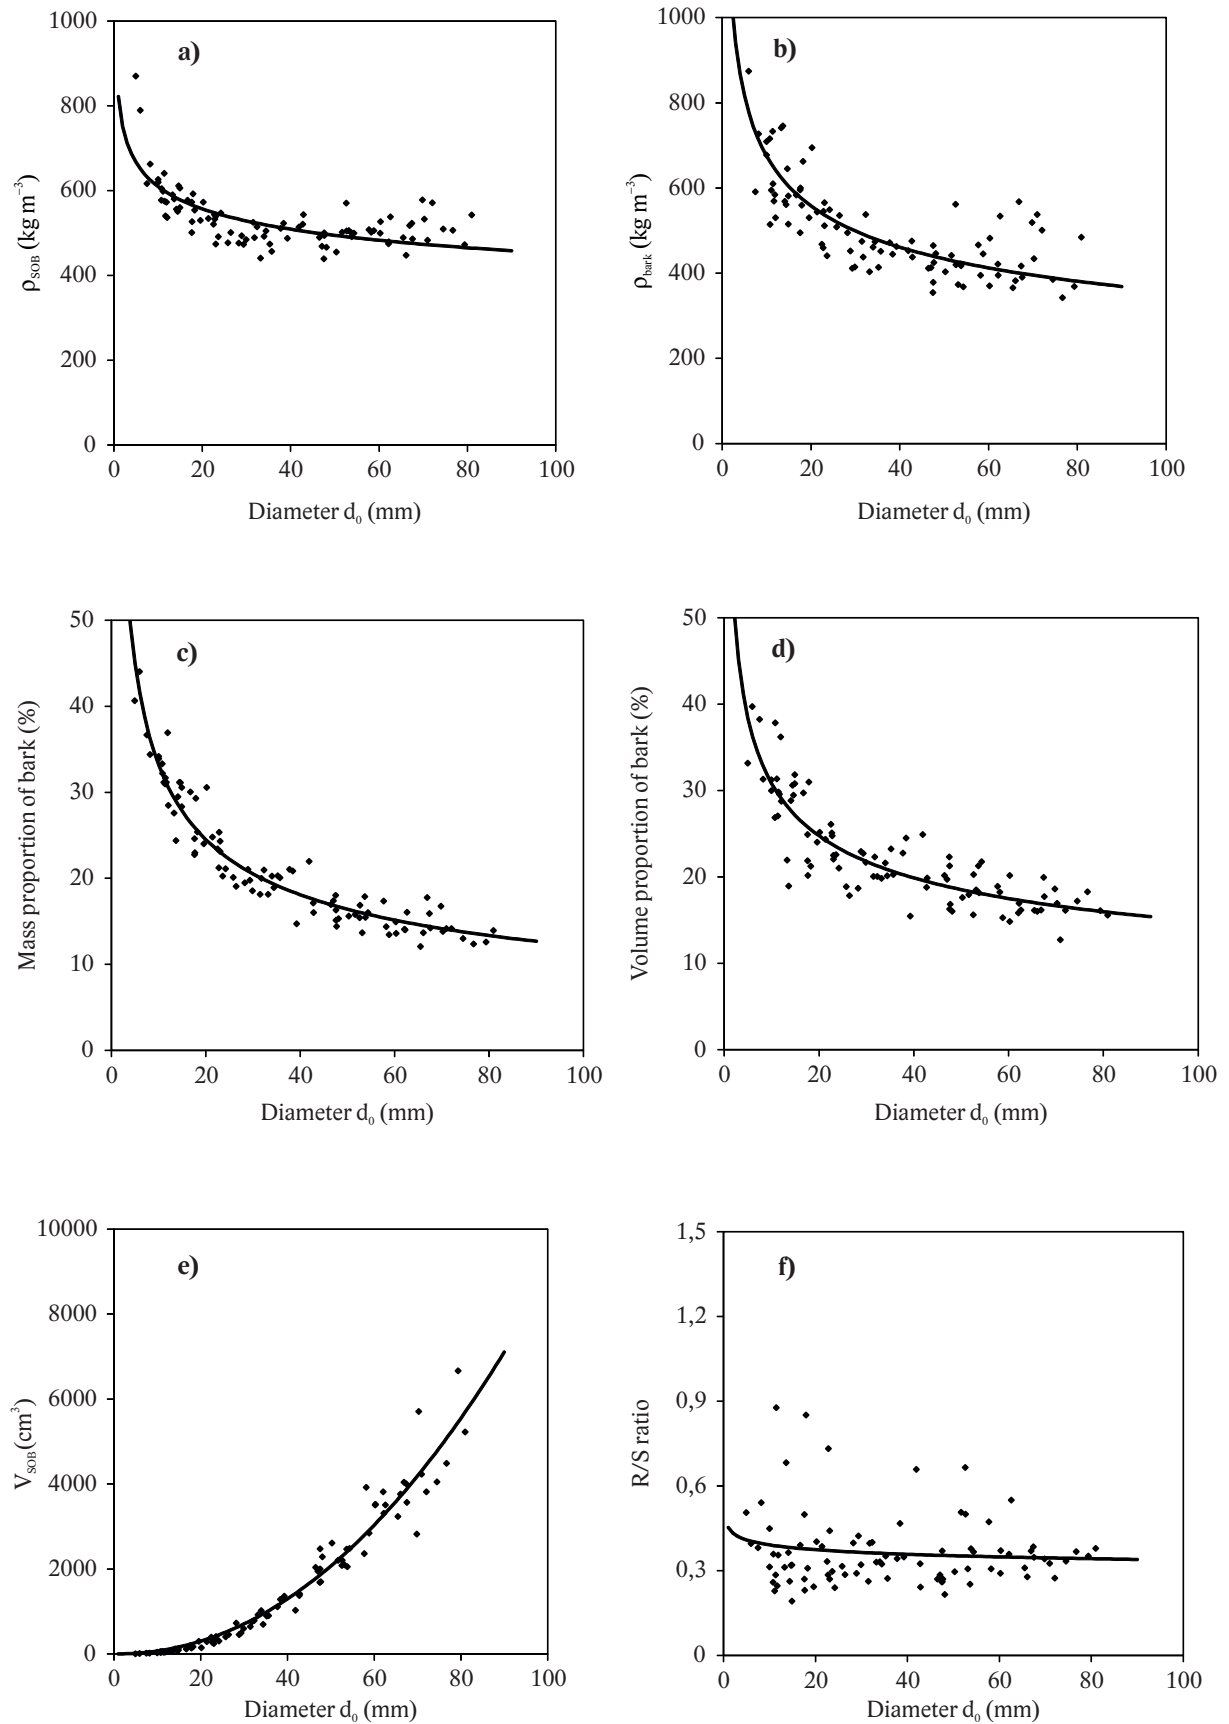 a)
1000
800
600
400
200
0
0 20 40 60 80 100
ρSOB (kg m⁻³)
Diameter d₀ (mm)
b)
1000
800
600
400
200
0
0 20 40 60 80 100
ρbark (kg m⁻³)
Diameter d₀ (mm)
c)
50
40
30
20
10
0
0 20 40 60 80 100
Mass proportion of bark (%)
Diameter d₀ (mm)
d)
50
40
30
20
10
0
0 20 40 60 80 100
Volume proportion of bark (%)
Diameter d₀ (mm)
e)
10000
8000
6000
4000
2000
0
0 20 40 60 80 100
VSOB (cm³)
Diameter d₀ (mm)
f)
1,5
1,2
0,9
0,6
0.3
0
0 20 40 60 80 100
R/S ratio
Diameter d₀ (mm)